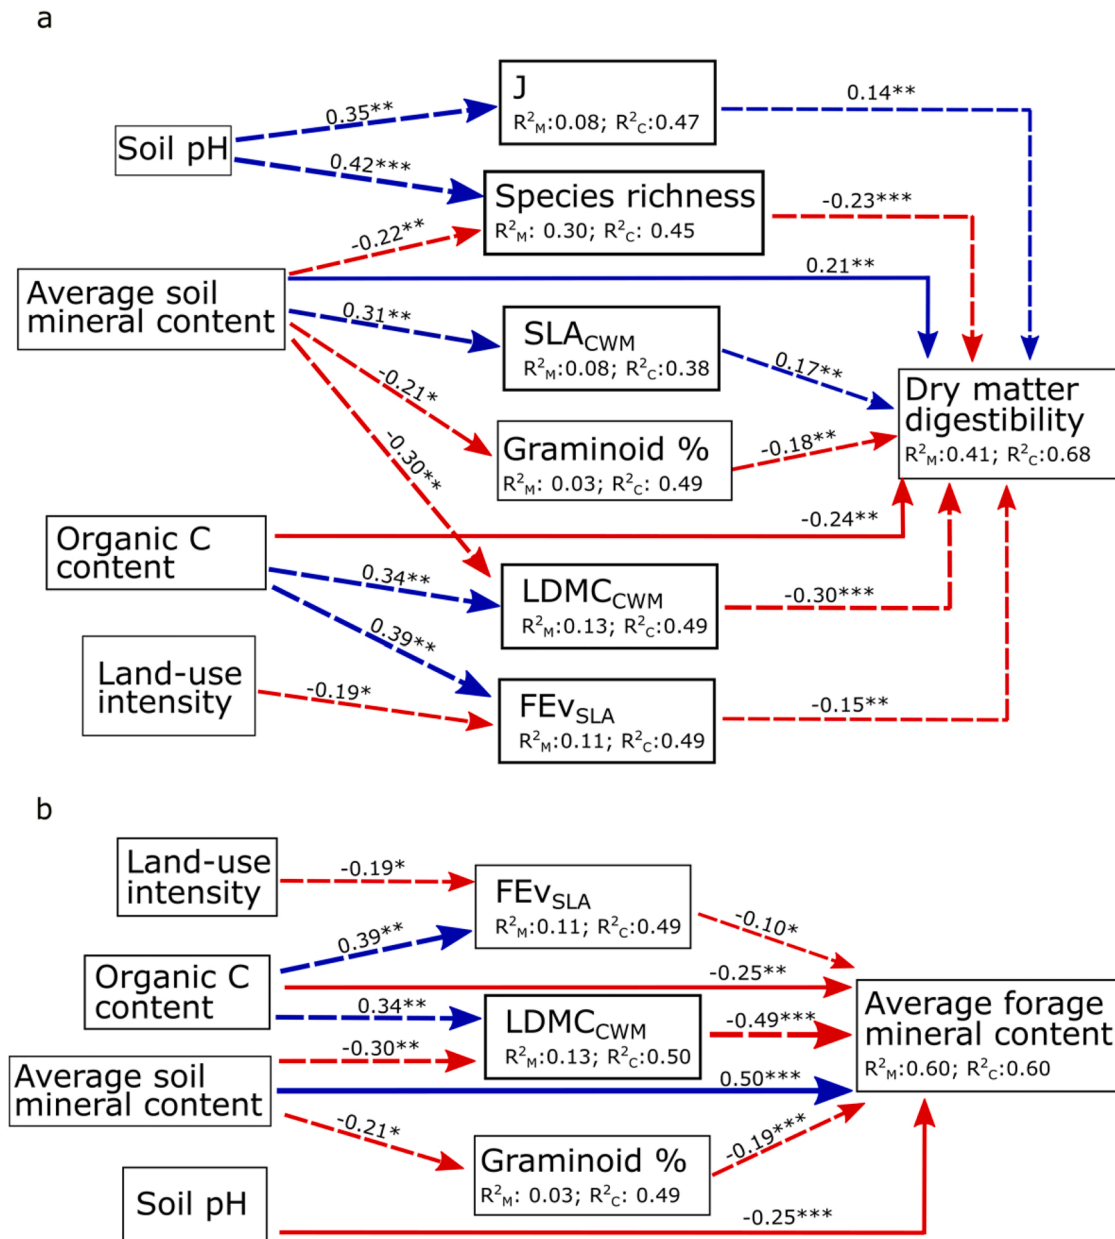 a
J
R²M:0.08; R²C:0.47
0.14**
0.35**
Soil pH
0.42***
Species richness
R²M: 0.30; R²C: 0.45
-0.23***
-0.22**
0.21**
Average soil
mineral content
0.31**
SLACWM
R²M:0.08; R²C:0.38
0.17**
Dry matter
digestibility
R²M:0.41; R²C:0.68
-0.21*
Graminoid %
R²M: 0.03; R²C: 0.49
-0.18**
-0.30**
-0.24**
Organic C
content
0.34**
LDMCCWM
R²M:0.13; R²C:0.49
-0.30***
0.39**
Land-use
intensity
-0.19*
FEvSLA
R²M:0.11; R²C:0.49
-0.15**
b
Land-use
intensity
-0.19*
FEvSLA
R²M:0.11; R²C:0.49
-0.10*
0.39**
Organic C
content
-0.25**
0.34**
LDMCCWM
R²M:0.13; R²C:0.50
-0.49***
Average forage
mineral content
R²M:0.60; R²C:0.60
-0.30**
Average soil
mineral content
0.50***
-0.21*
Graminoid %
R²M: 0.03; R²C: 0.49
-0.19***
Soil pH
-0.25***